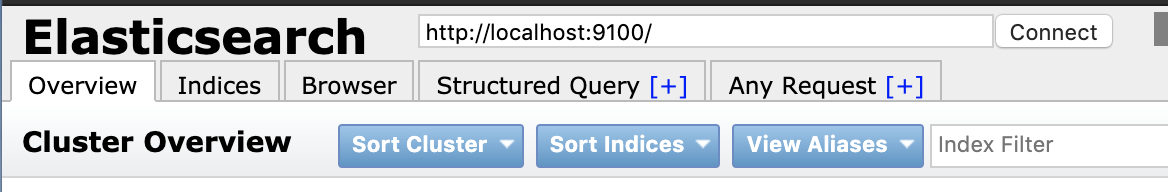 Elasticsearch
http://localhost:9100/ Connect
Overview Indices Browser Structured Query [+] Any Request [+]
Cluster Overview Sort Cluster Sort Indices View Aliases Index Filter